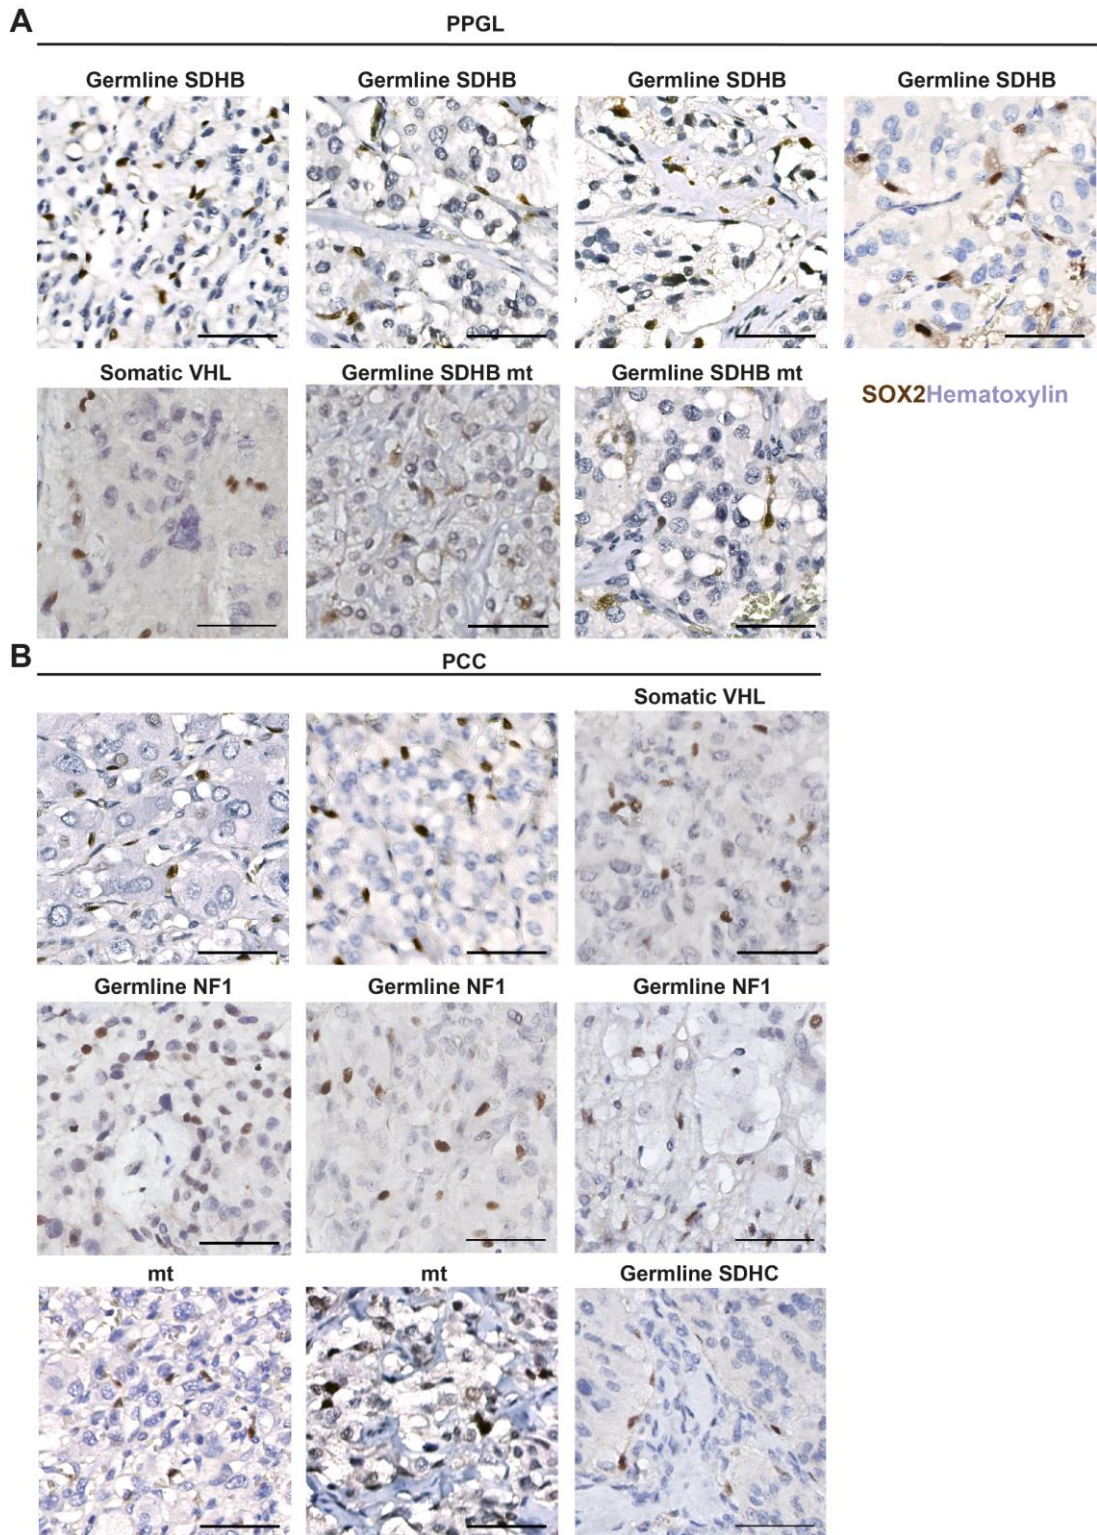 A
PPGL
Germline SDHB Germline SDHB Germline SDHB Germline SDHB
Somatic VHL Germline SDHB mt Germline SDHB mt
SOX2Hematoxylin
B
PCC
Somatic VHL
Germline NF1 Germline NF1 Germline NF1
mt mt Germline SDHC